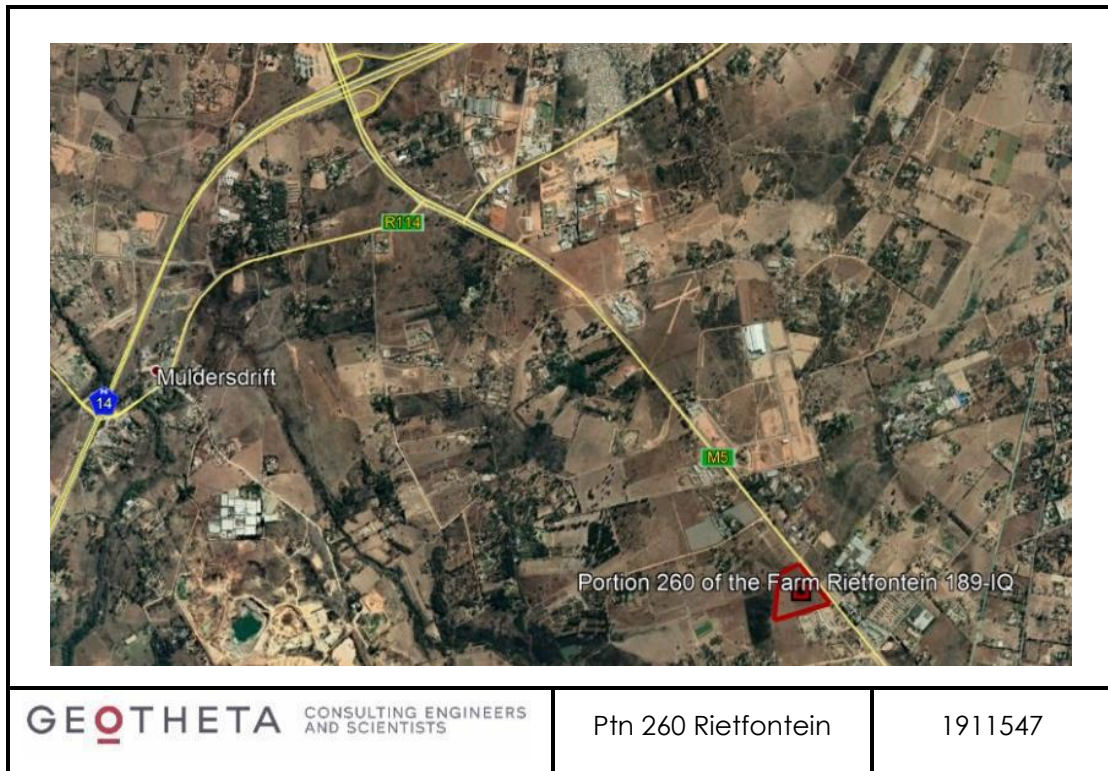 R114
Muldersdrift
N
14
M5
Portion 260 of the Farm Rietfontein 189-IQ
GEOTHETA CONSULTING ENGINEERS
AND SCIENTISTS
Ptn 260 Rietfontein
1911547